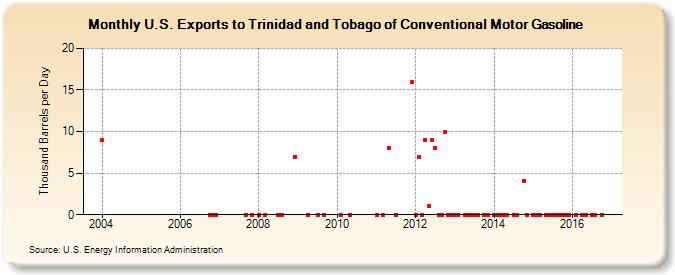 Monthly U.S. Exports to Trinidad and Tobago of Conventional Motor Gasoline
Thousand Barrels per Day
20
15
10
5
0
2004 2006 2008 2010 2012 2014 2016
Source: U.S. Energy Information Administration